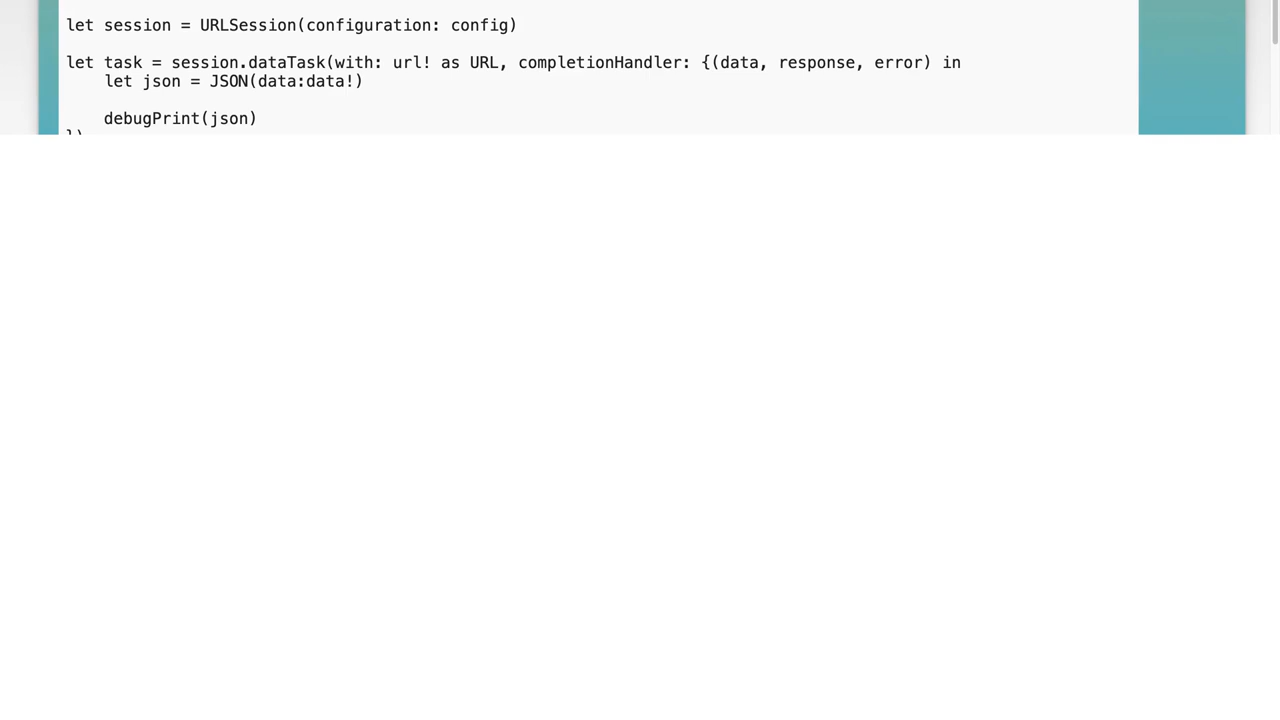 let session = URLSession(configuration: config)
let task = session.dataTask(with: url! as URL, completionHandler: {(data, response, error) in
let json = JSON(data:data!)
debugPrint(json)
})